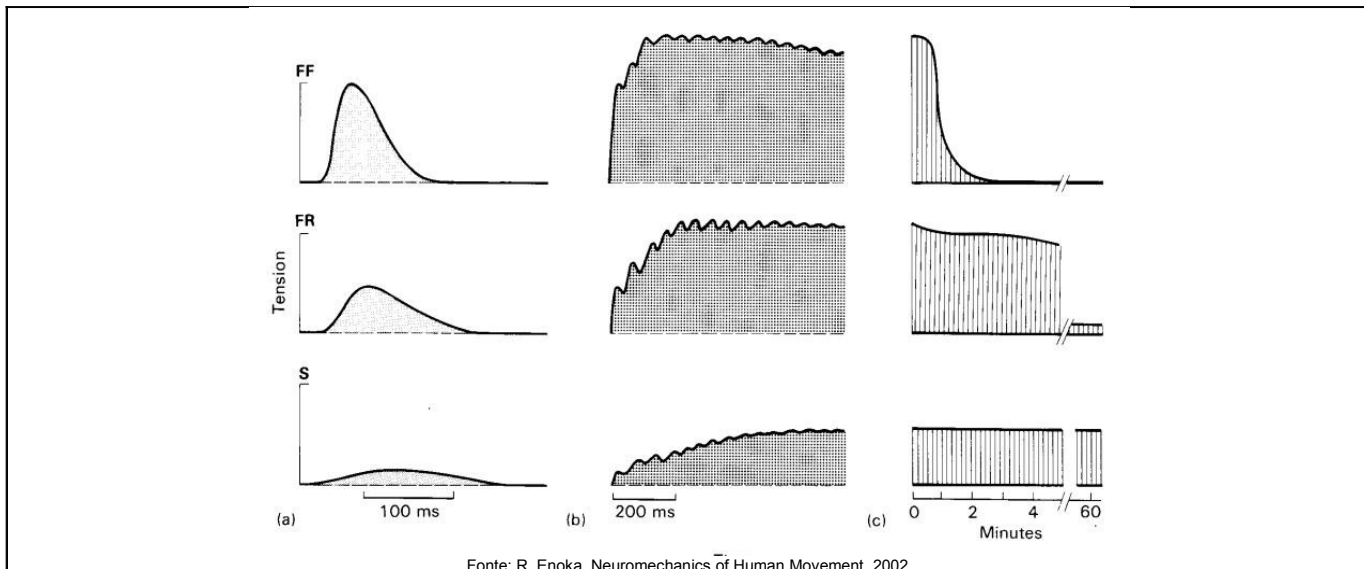 FF
FR
Tension
S
100 ms
(a)
200 ms
(b)
0 2 4 60
Minutes
(c)
Fonte: R. Enoka, Neuromechanics of Human Movement, 2002